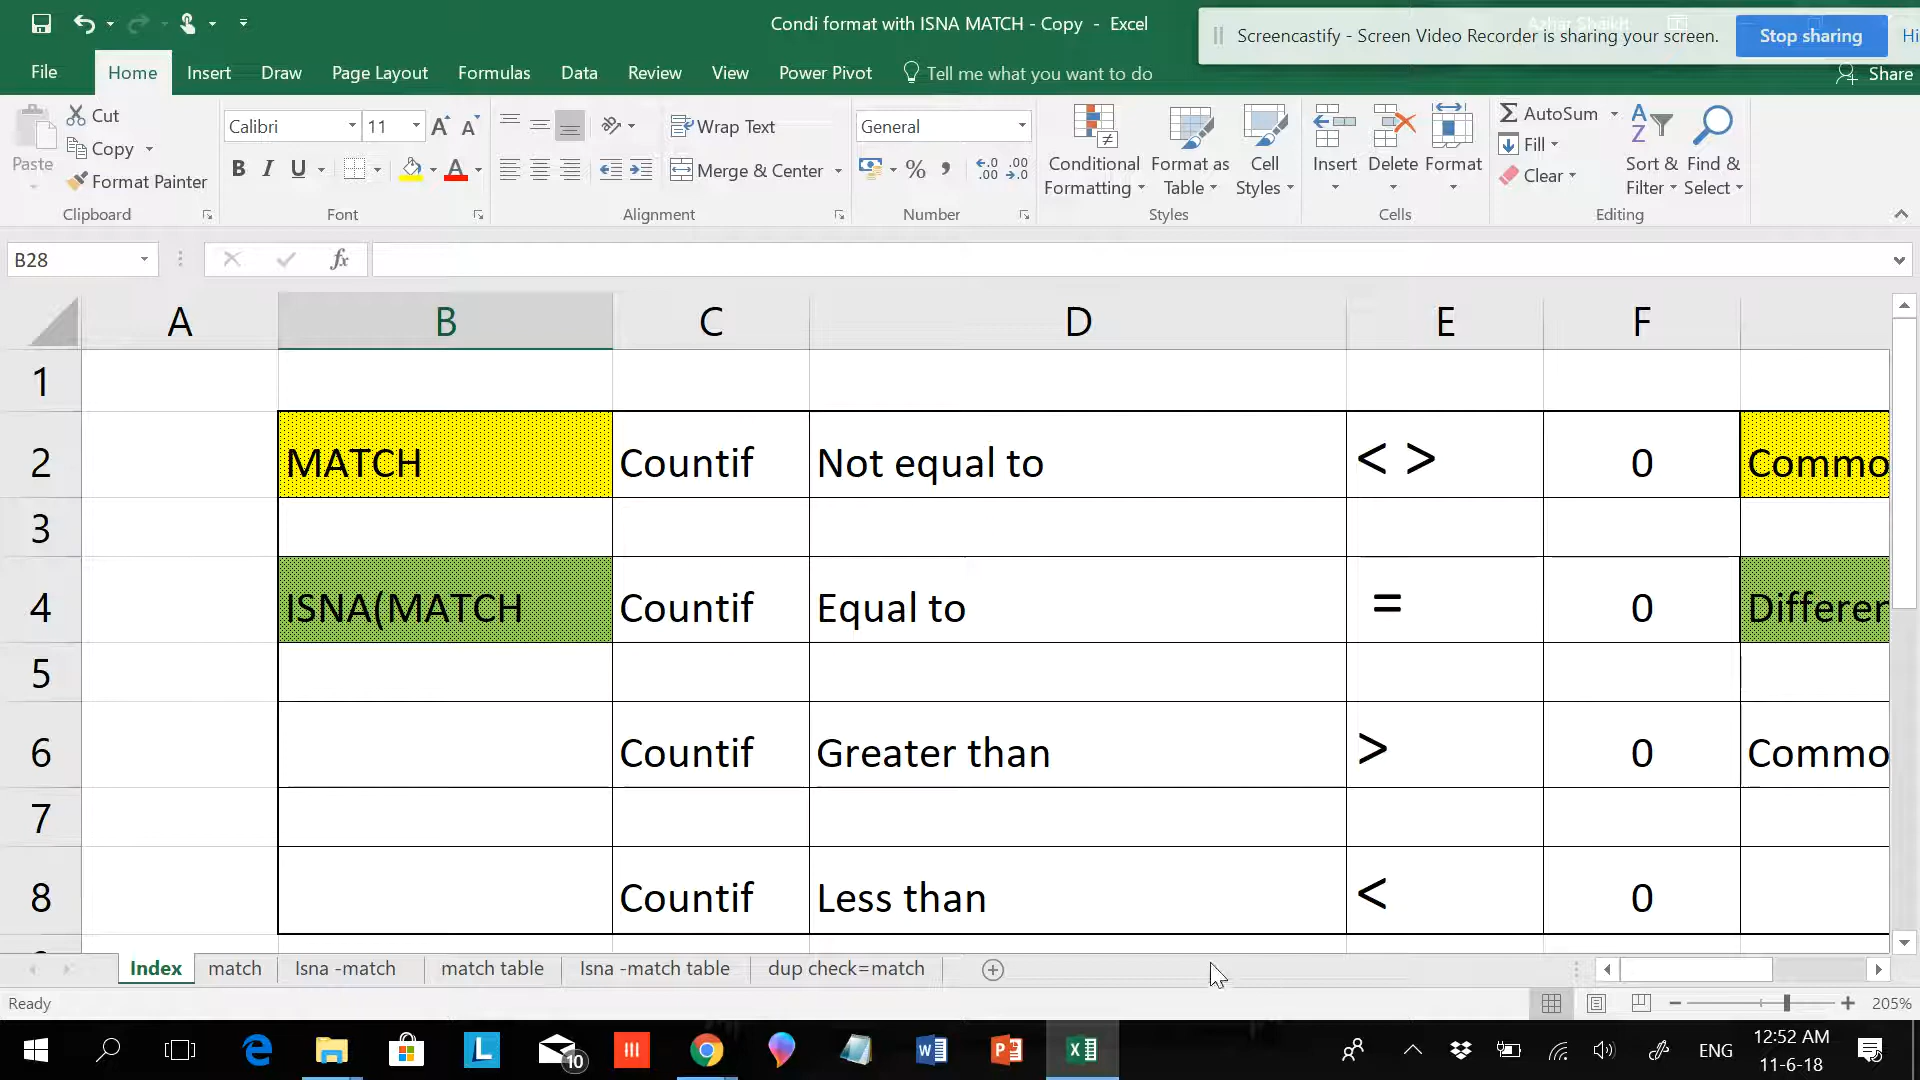 Condi format with ISNA MATCH - Copy - Excel
Screencastify - Screen Video Recorder is sharing your screen.
Stop sharing
Hi
File Home Insert Draw Page Layout Formulas Data Review View Power Pivot Tell me what you want to do Share
Cut
Copy
Format Painter
Paste
Clipboard
Calibri 11
B I U
Font
Wrap Text
Merge & Center
Alignment
General
Number
Conditional Formatting
Format as Table
Cell Styles
Styles
Insert Delete Format
Cells
AutoSum
Fill
Clear
Sort & Filter
Find & Select
Editing
B28
fx
A B C D E F
1
2 MATCH Countif Not equal to < > 0 Commo
3
4 ISNA(MATCH Countif Equal to = 0 Differen
5
6 Countif Greater than > 0 Commo
7
8 Countif Less than < 0
Index match Isna -match match table Isna -match table dup check=match
Ready
205%
10
ENG
12:52 AM
11-6-18